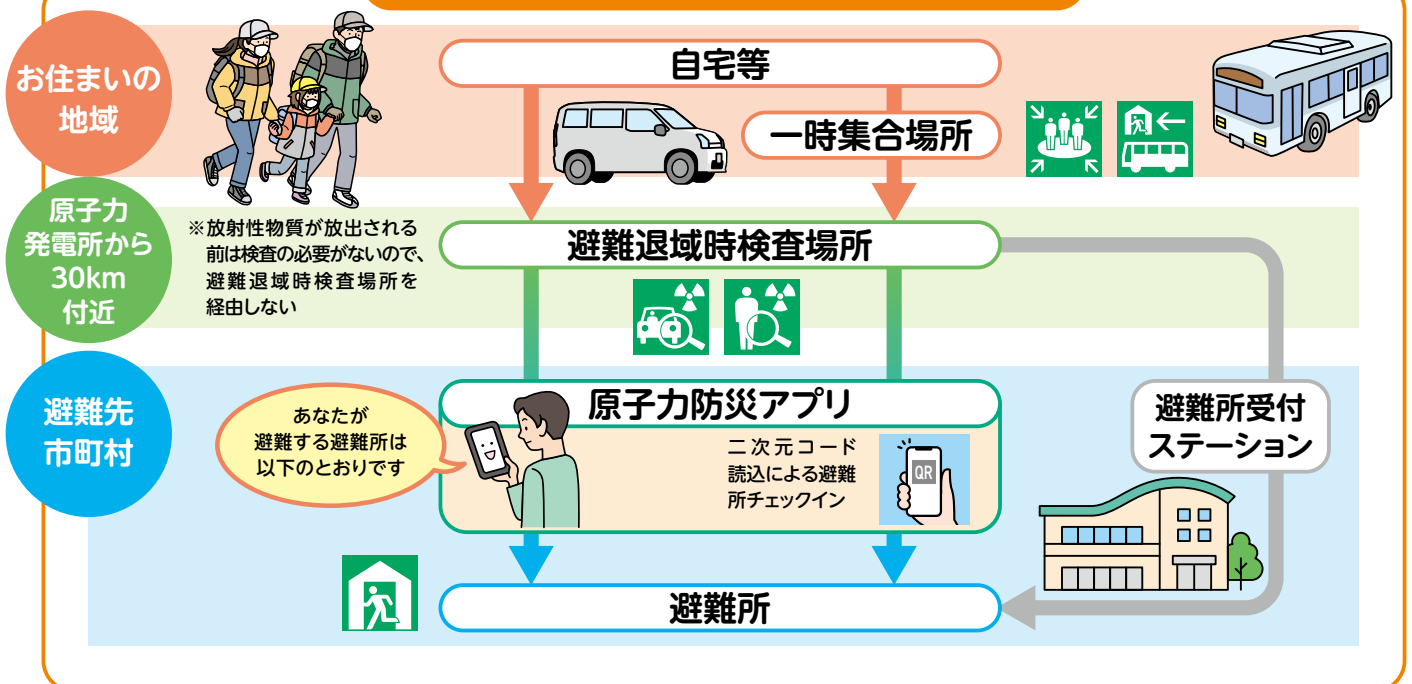 お住まいの
地域
自宅等
一時集合場所
原子力
発電所から
30km
付近
※放射性物質が放出される
前は検査の必要がないので、
避難退域時検査場所を
経由しない
避難退域時検査場所
避難先
市町村
あなたが
避難する避難所は
以下のとおりです
原子力防災アプリ
二次元コード
読込による避難
所チェックイン
QR
避難所受付
ステーション
避難所